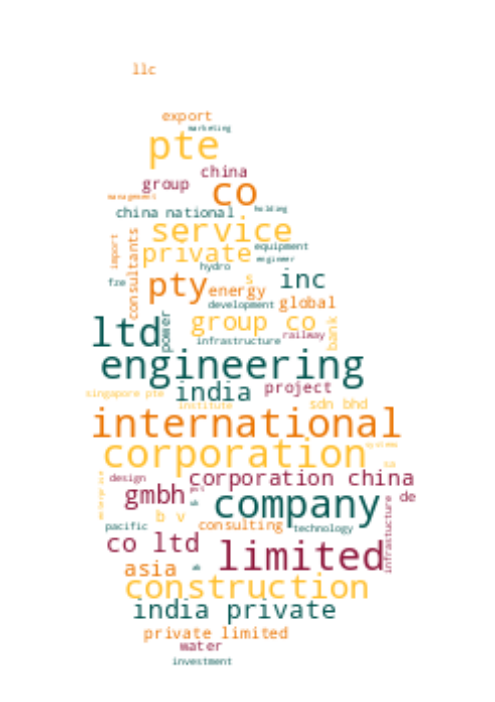 llc
export
marketing
pte
china
group
co
management
china national
holding
service
import
consultants
private
equipment
engineer
hydro
fze
pty
s
inc
energy
development
global
ltd
power
group co
bank
infrastructure
railway
engineering
india
project
singapore pte
institute
sdn bhd
international
corporation
systems
sa
enterprise
design
corporation china
gmbh
company
de
b v
pacific
consulting
technology
infrastucture
co ltd
limited
asia
construction
india private
private limited
water
investment